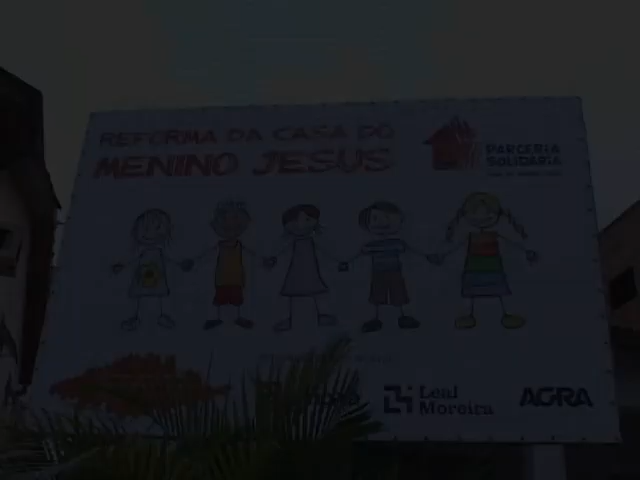 REFORMA DA CASA DO
MENINO JESUS
PARCERIA
SOLIDÁRIA
Leal
Moreira
AGRA